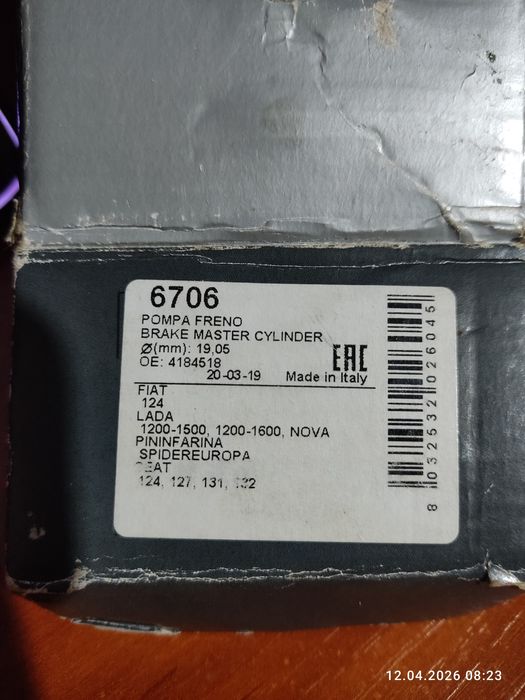 6706
POMPA FRENO
BRAKE MASTER CYLINDER
Ø(mm): 19,05
OE: 4184518
EAC
20-03-19 Made in Italy
FIAT
124
LADA
1200-1500, 1200-1600, NOVA
PININFARINA
SPIDEREUROPA
SEAT
124, 127, 131, 132
8 032532 026045
12.04.2026 08:23